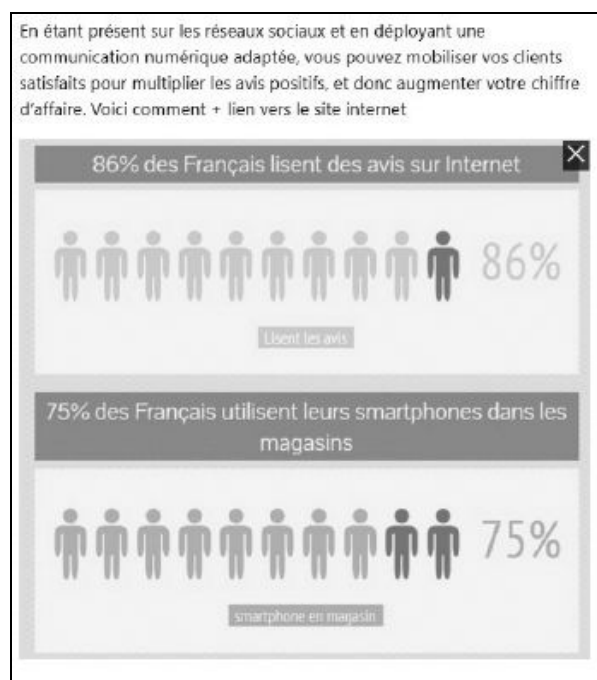 En étant présent sur les réseaux sociaux et en déployant une
communication numérique adaptée, vous pouvez mobiliser vos clients
satisfaits pour multiplier les avis positifs, et donc augmenter votre chiffre
d'affaire. Voici comment + lien vers le site internet
86% des Français lisent des avis sur Internet
86%
Lisent les avis
75% des Français utilisent leurs smartphones dans les
magasins
75%
smartphone en magasin